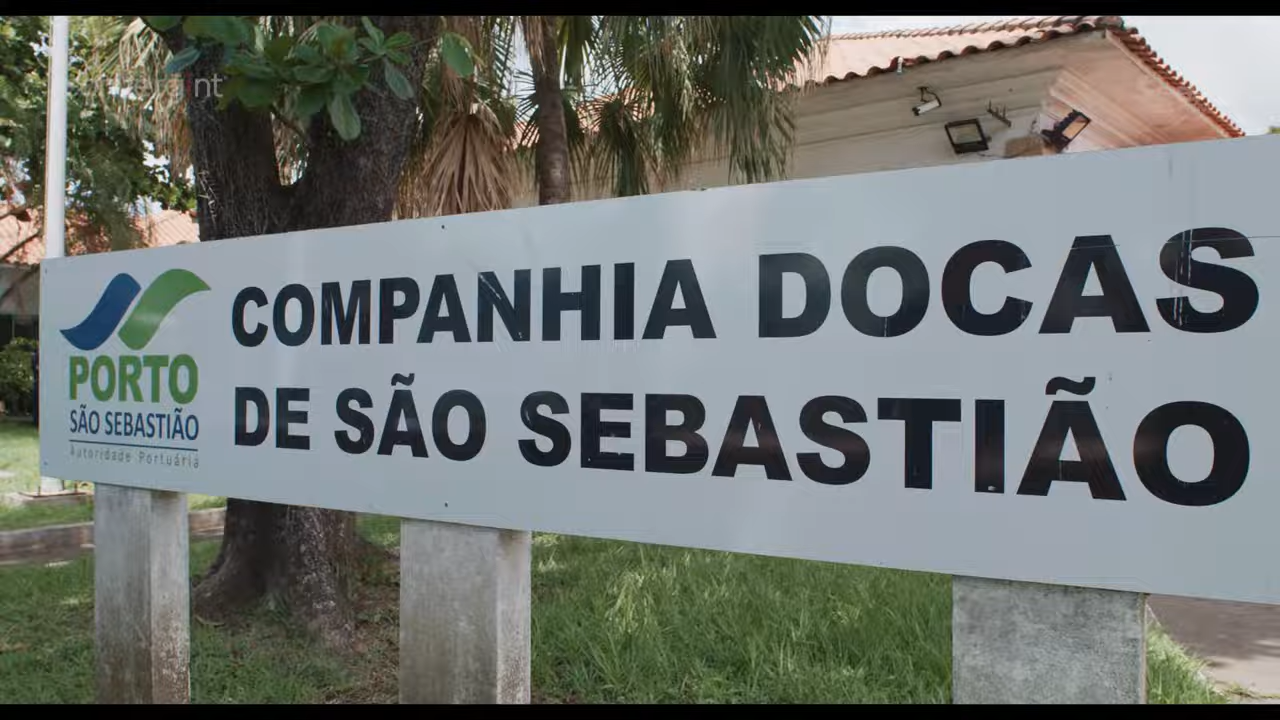 COMPANHIA DOCAS
DE SÃO SEBASTIÃO
PORTO
SÃO SEBASTIÃO
Autoridade Portuária